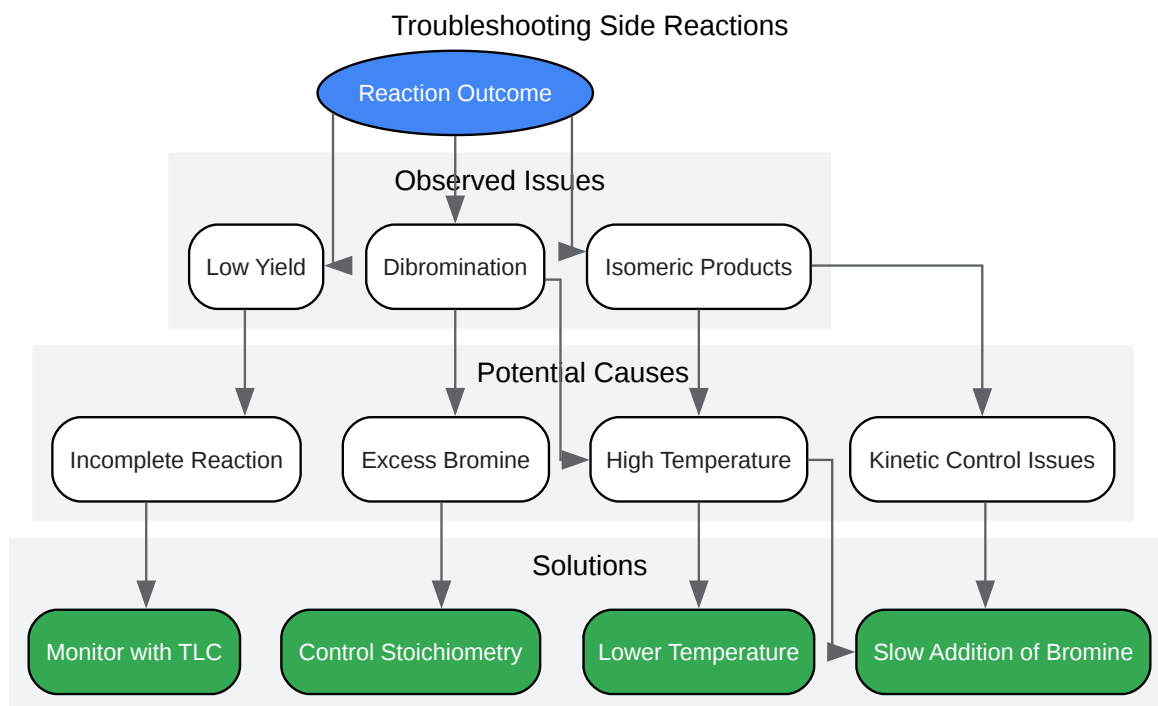 Troubleshooting Side Reactions
Reaction Outcome
Observed Issues
Low Yield
Dibromination
Isomeric Products
Potential Causes
Incomplete Reaction
Excess Bromine
High Temperature
Kinetic Control Issues
Solutions
Monitor with TLC
Control Stoichiometry
Lower Temperature
Slow Addition of Bromine